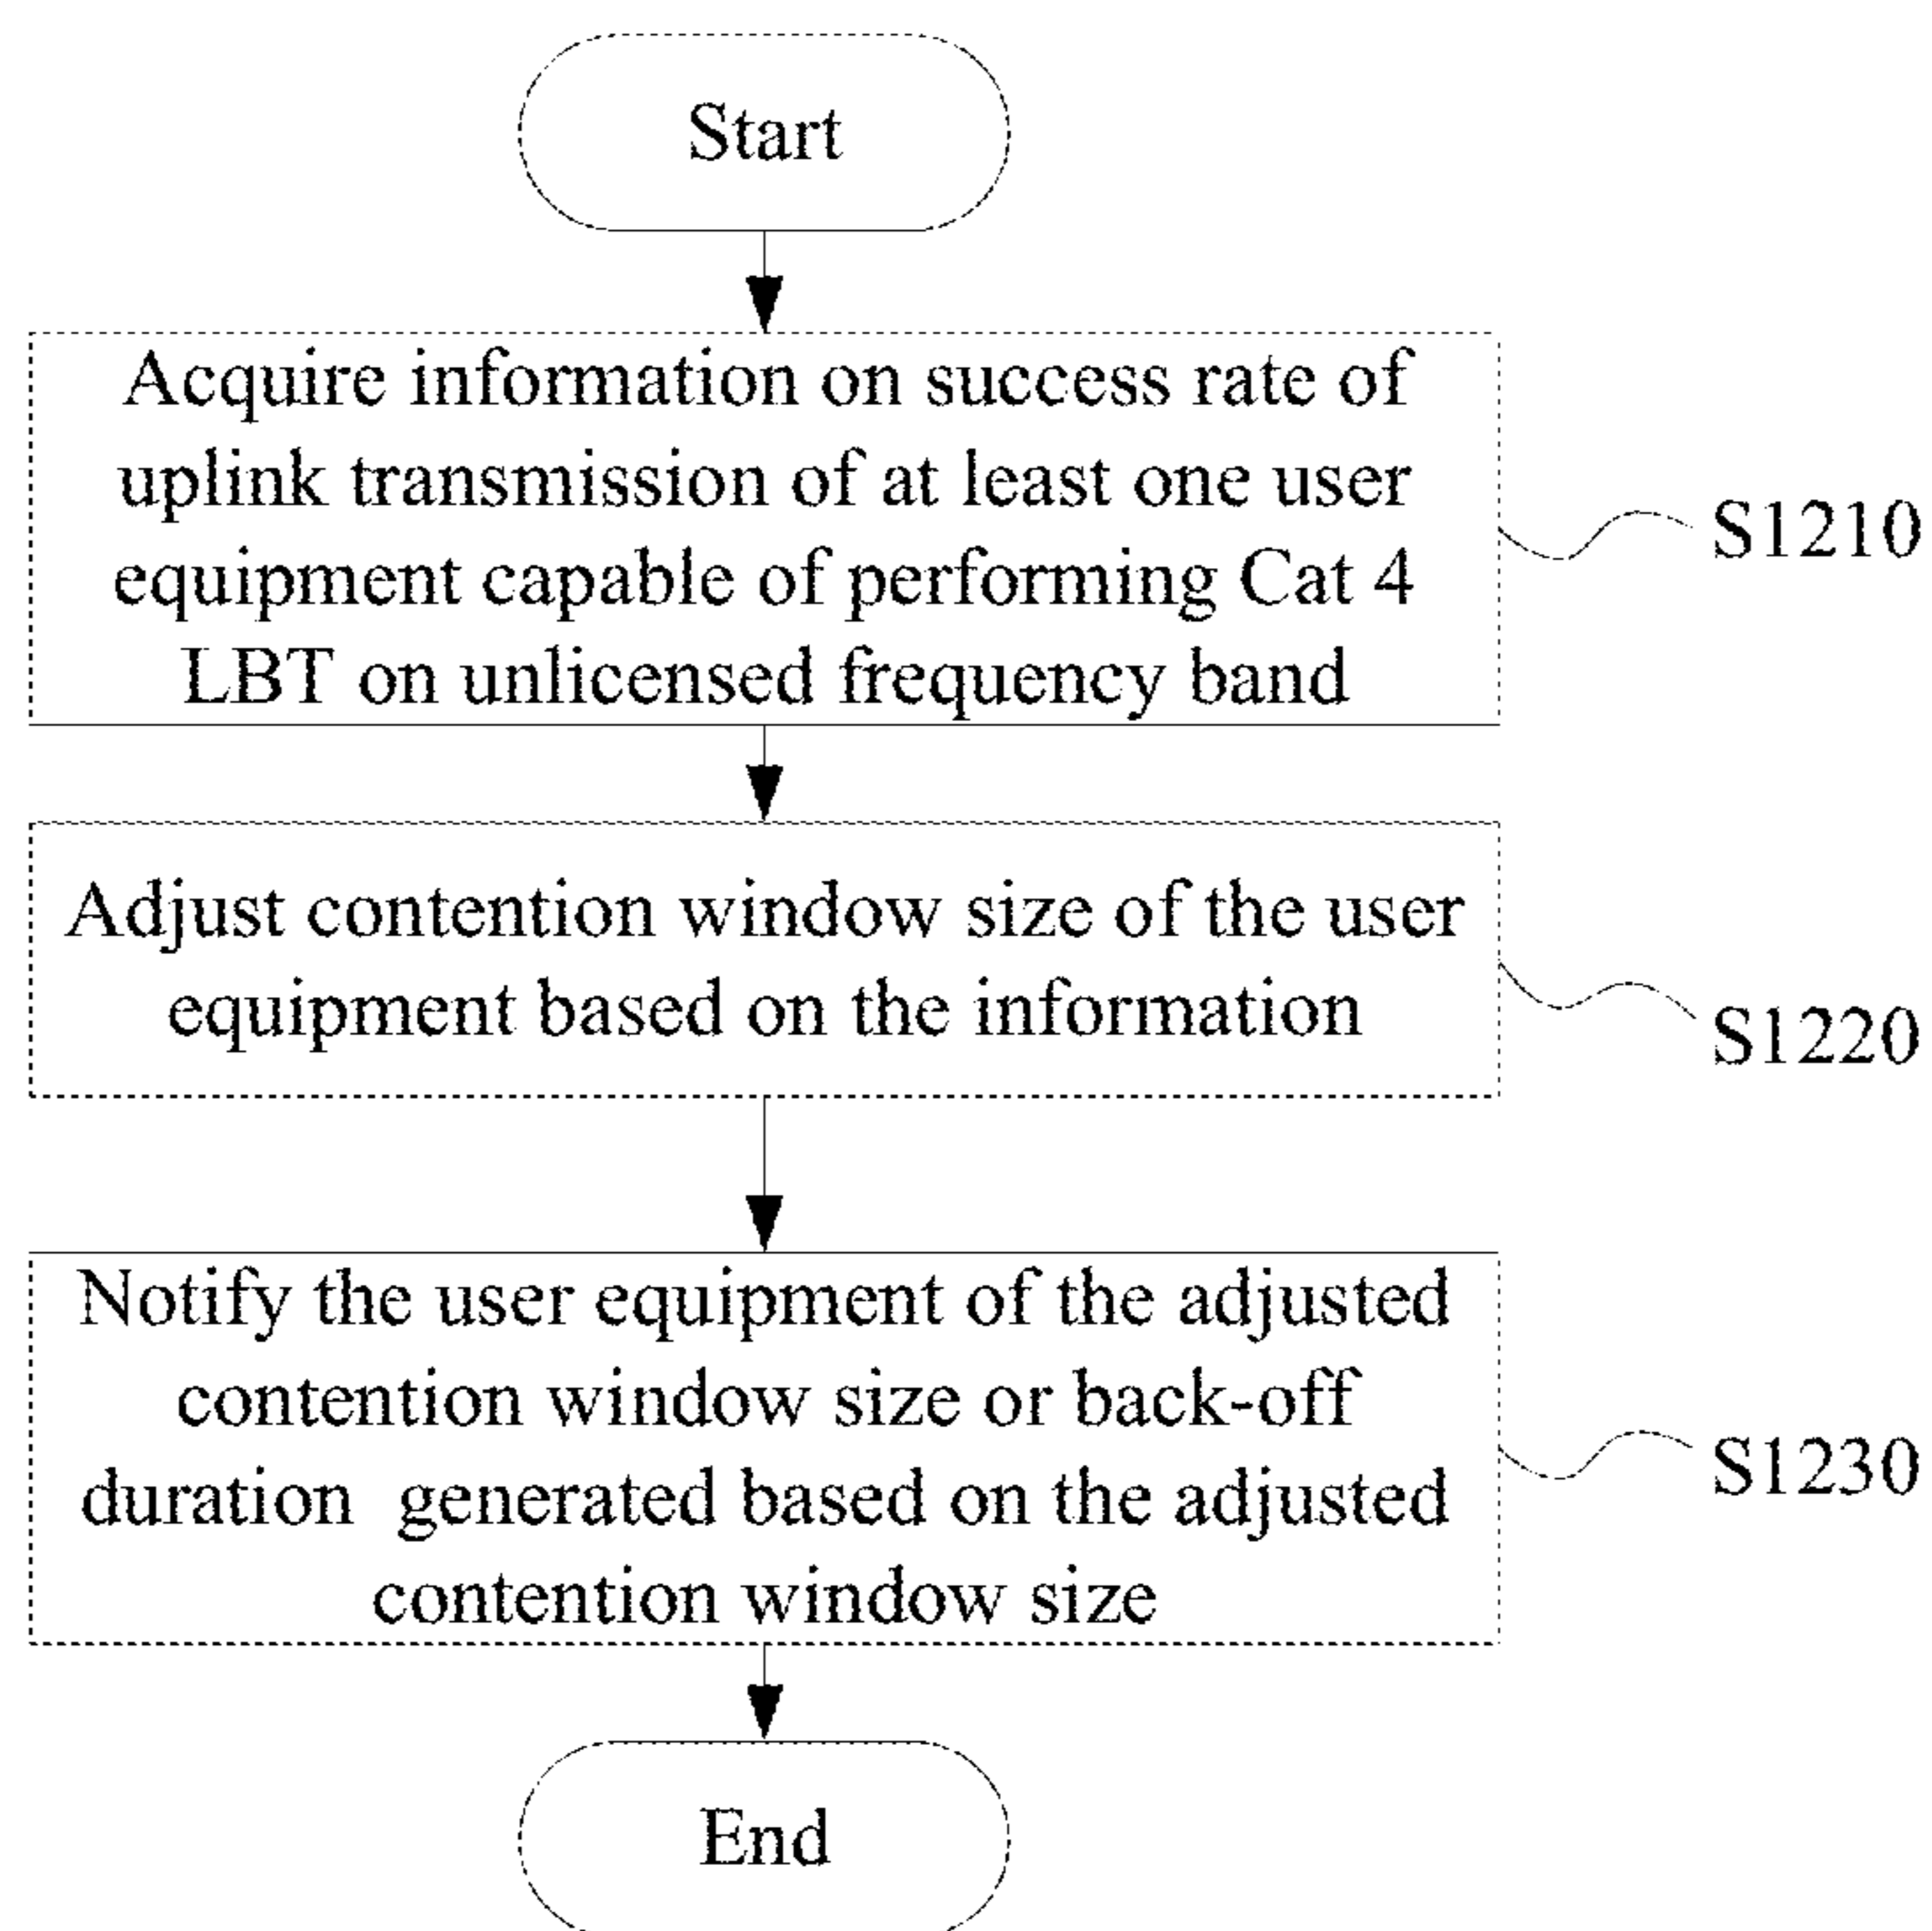 Start
Acquire information on success rate of
uplink transmission of at least one user
equipment capable of performing Cat 4
LBT on unlicensed frequency band
S1210
Adjust contention window size of the user
equipment based on the information
S1220
Notify the user equipment of the adjusted
contention window size or back-off
duration generated based on the adjusted
contention window size
S1230
End